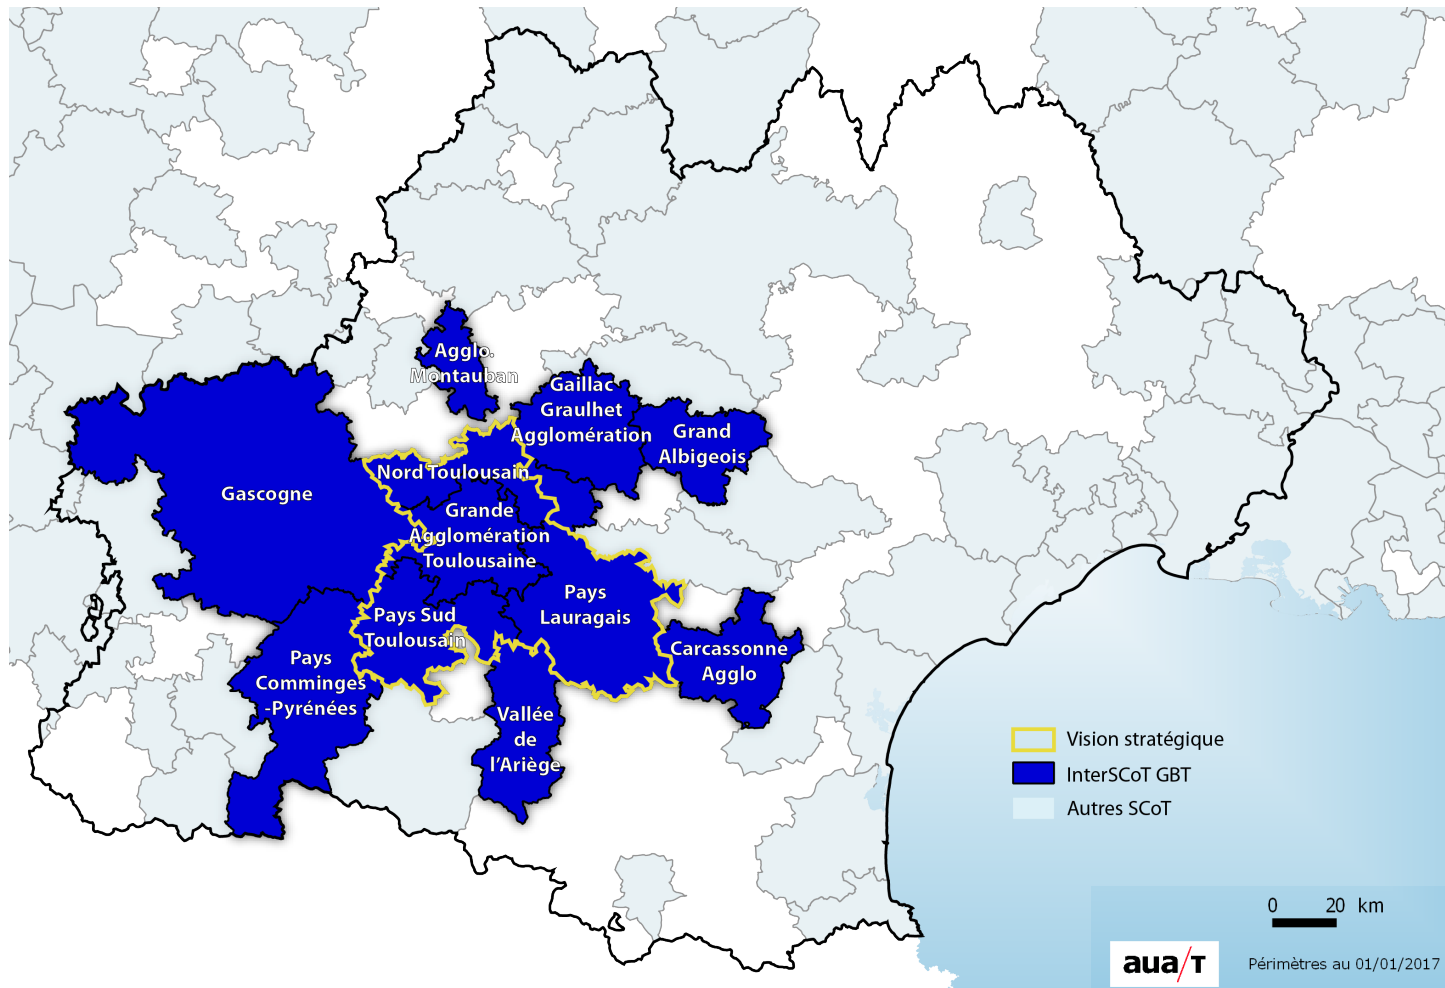 Agglo.
Montauban
Gaillac
Graulhet
Agglomération
Grand
Albigeois
Nord Toulousain
Gascogne
Grande
Agglomération
Toulousaine
Pays
Lauragais
Pays Sud
Toulousain
Carcassonne
Agglo
Pays
Comminges
-Pyrénées
Vallée
de
l'Ariège
Vision stratégique
InterSCoT GBT
Autres SCoT
0 20 km
aua/T
Périmètres au 01/01/2017